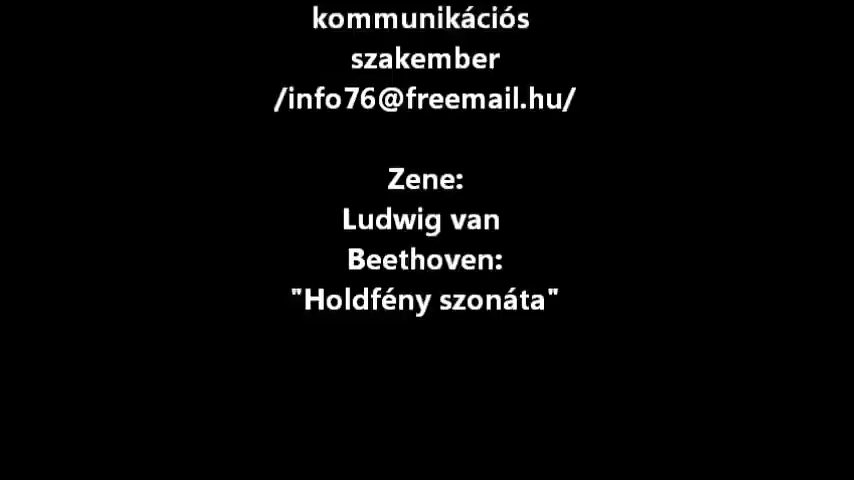 kommunikációs
szakember
/info76@freemail.hu/
Zene:
Ludwig van
Beethoven:
"Holdfény szonáta"